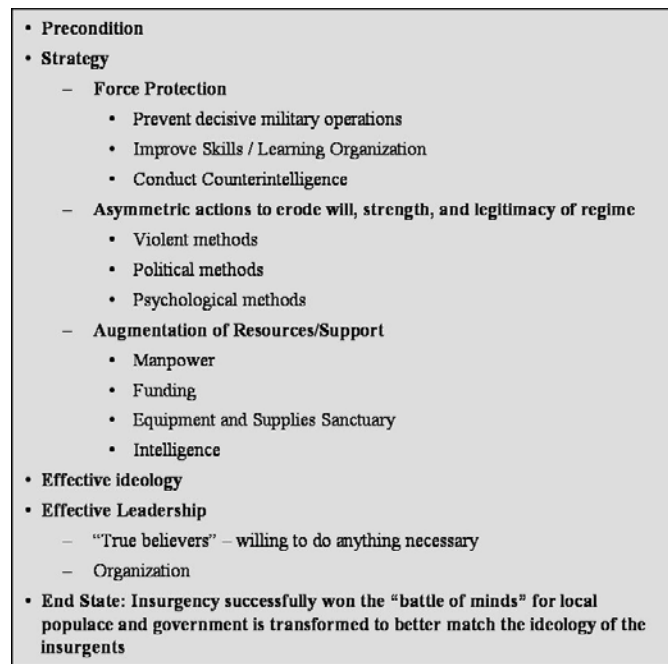 • Precondition
• Strategy
– Force Protection
• Prevent decisive military operations
• Improve Skills / Learning Organization
• Conduct Counterintelligence
– Asymmetric actions to erode will, strength, and legitimacy of regime
• Violent methods
• Political methods
• Psychological methods
– Augmentation of Resources/Support
• Manpower
• Funding
• Equipment and Supplies Sanctuary
• Intelligence
• Effective ideology
• Effective Leadership
– “True believers” – willing to do anything necessary
– Organization
• End State: Insurgency successfully won the “battle of minds” for local
populace and government is transformed to better match the ideology of the
insurgents